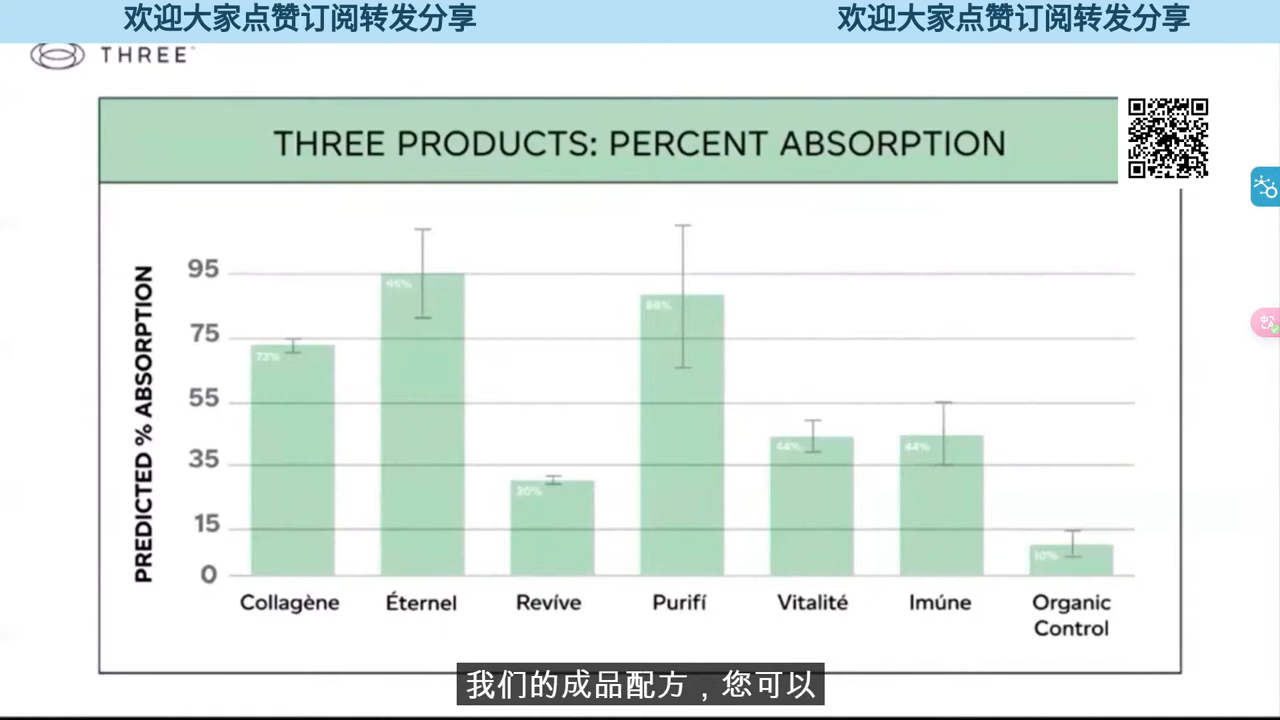 欢迎大家点赞订阅转发分享 欢迎大家点赞订阅转发分享
THREE™
THREE PRODUCTS: PERCENT ABSORPTION
PREDICTED % ABSORPTION
95
75
55
35
15
0
73%
95%
30%
88%
44%
44%
10%
Collagène
Éternel
Revíve
Purifí
Vitalité
Imúne
Organic
Control
我们的成品配方，您可以